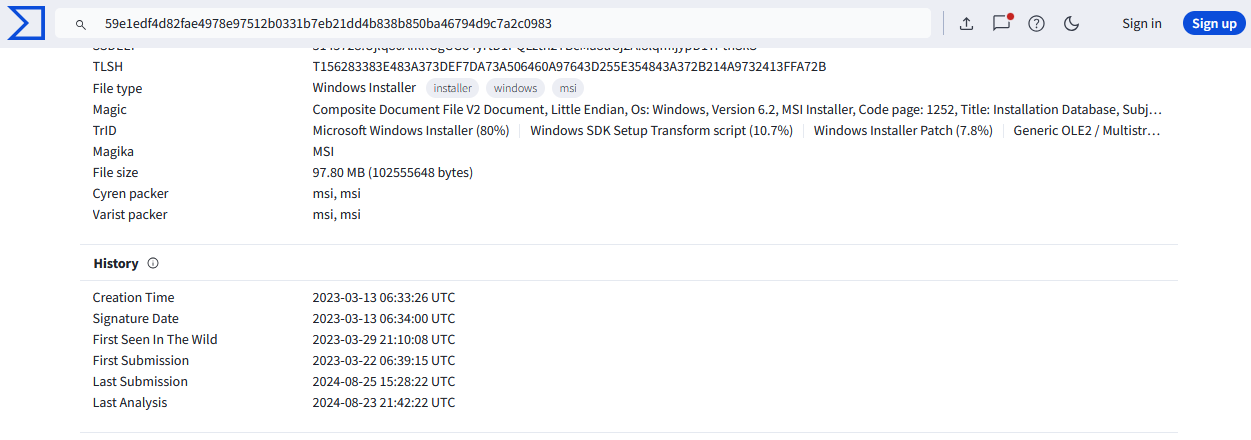 59e1edf4d82fae4978e97512b0331b7eb21dd4b838b850ba46794d9c7a2c0983
Sign in
Sign up
TLSH T156283383E483A373DEF7DA73A506460A97643D255E354843A372B214A9732413FFA72B
File type Windows Installer installer windows msi
Magic Composite Document File V2 Document, Little Endian, Os: Windows, Version 6.2, MSI Installer, Code page: 1252, Title: Installation Database, Subj…
TrID Microsoft Windows Installer (80%) Windows SDK Setup Transform script (10.7%) Windows Installer Patch (7.8%) Generic OLE2 / Multistr…
Magika MSI
File size 97.80 MB (102555648 bytes)
Cyren packer msi, msi
Varist packer msi, msi
History
Creation Time 2023-03-13 06:33:26 UTC
Signature Date 2023-03-13 06:34:00 UTC
First Seen In The Wild 2023-03-29 21:10:08 UTC
First Submission 2023-03-22 06:39:15 UTC
Last Submission 2024-08-25 15:28:22 UTC
Last Analysis 2024-08-23 21:42:22 UTC